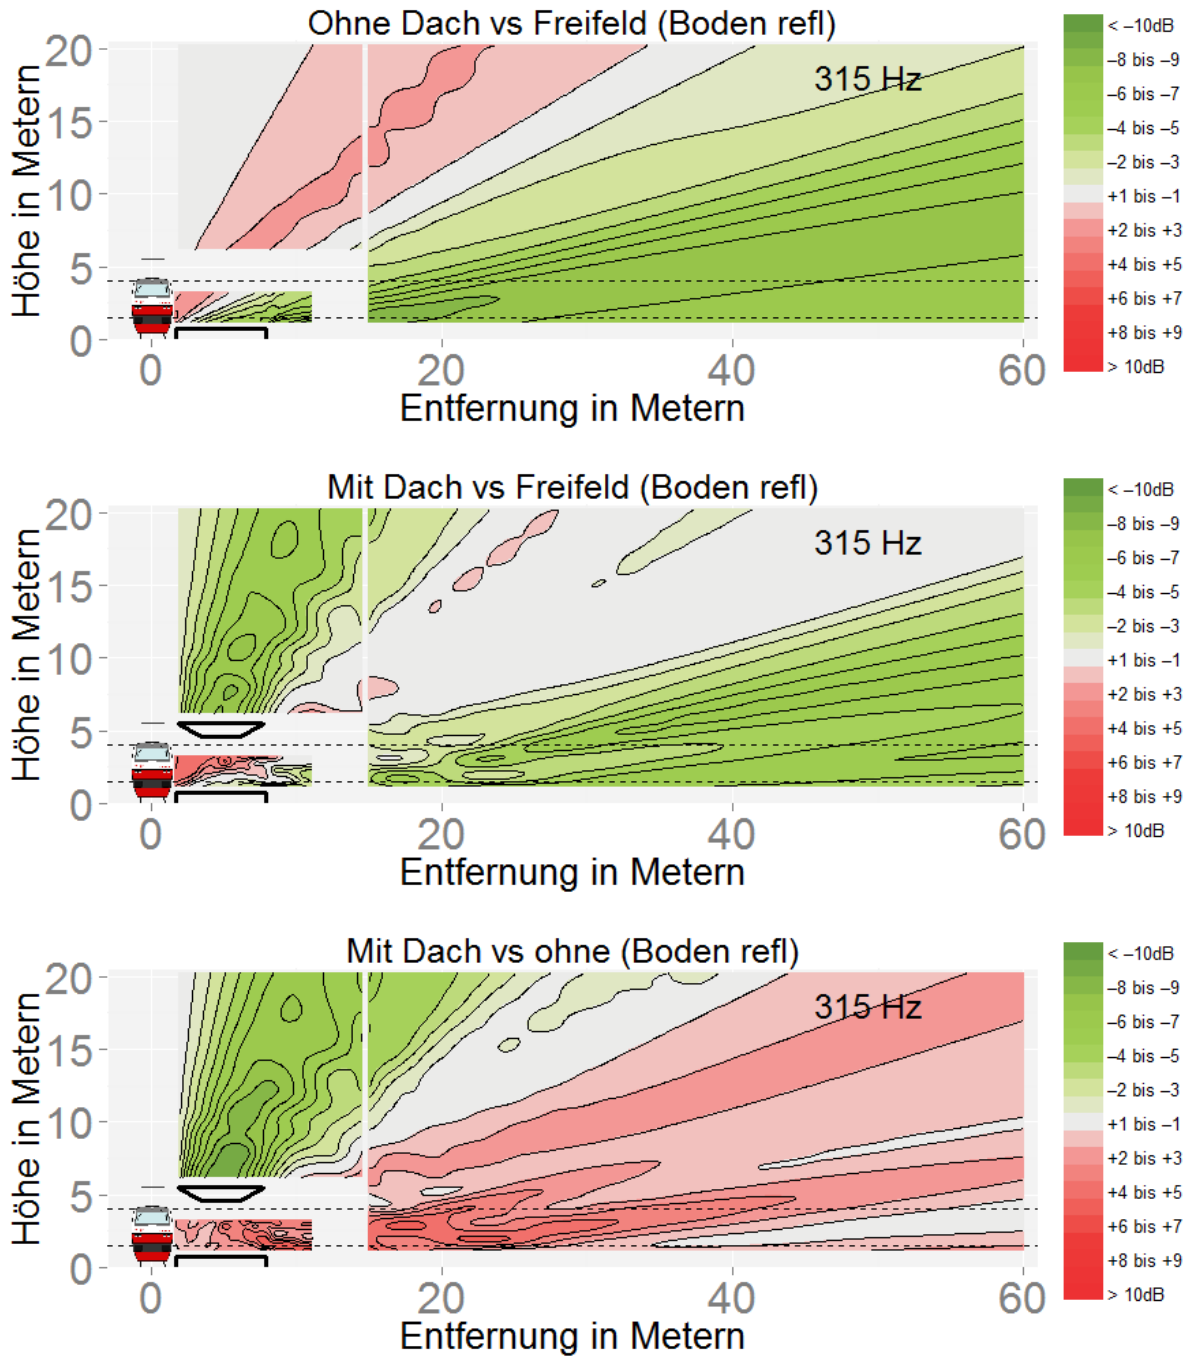 Ohne Dach vs Freifeld (Boden refl)
315 Hz
Höhe in Metern
20
15
10
5
0
0 20 40 60
Entfernung in Metern
< –10dB
–8 bis –9
–6 bis –7
–4 bis –5
–2 bis –3
+1 bis –1
+2 bis +3
+4 bis +5
+6 bis +7
+8 bis +9
> 10dB
Mit Dach vs Freifeld (Boden refl)
315 Hz
Höhe in Metern
20
15
10
5
0
0 20 40 60
Entfernung in Metern
< –10dB
–8 bis –9
–6 bis –7
–4 bis –5
–2 bis –3
+1 bis –1
+2 bis +3
+4 bis +5
+6 bis +7
+8 bis +9
> 10dB
Mit Dach vs ohne (Boden refl)
315 Hz
Höhe in Metern
20
15
10
5
0
0 20 40 60
Entfernung in Metern
< –10dB
–8 bis –9
–6 bis –7
–4 bis –5
–2 bis –3
+1 bis –1
+2 bis +3
+4 bis +5
+6 bis +7
+8 bis +9
> 10dB